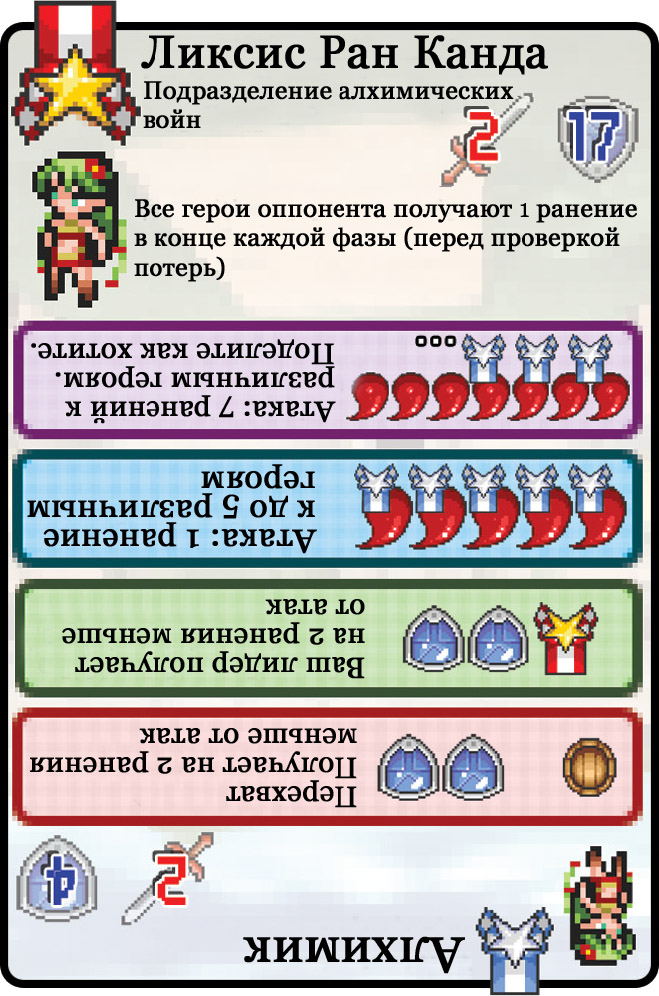 Ликсис Ран Канда
Подразделение алхимических
войн
2
17
Все герои оппонента получают 1 ранение
в конце каждой фазы (перед проверкой
потерь)
Алхимик
2
4
Перехват
Получает на 2 ранения
меньше от атак
Ваш лидер получает
на 2 ранения меньше
от атак
Атака: 1 ранение
к до 5 различным
героям
Атака: 7 ранений к
различным героям.
Поделите как хотите.